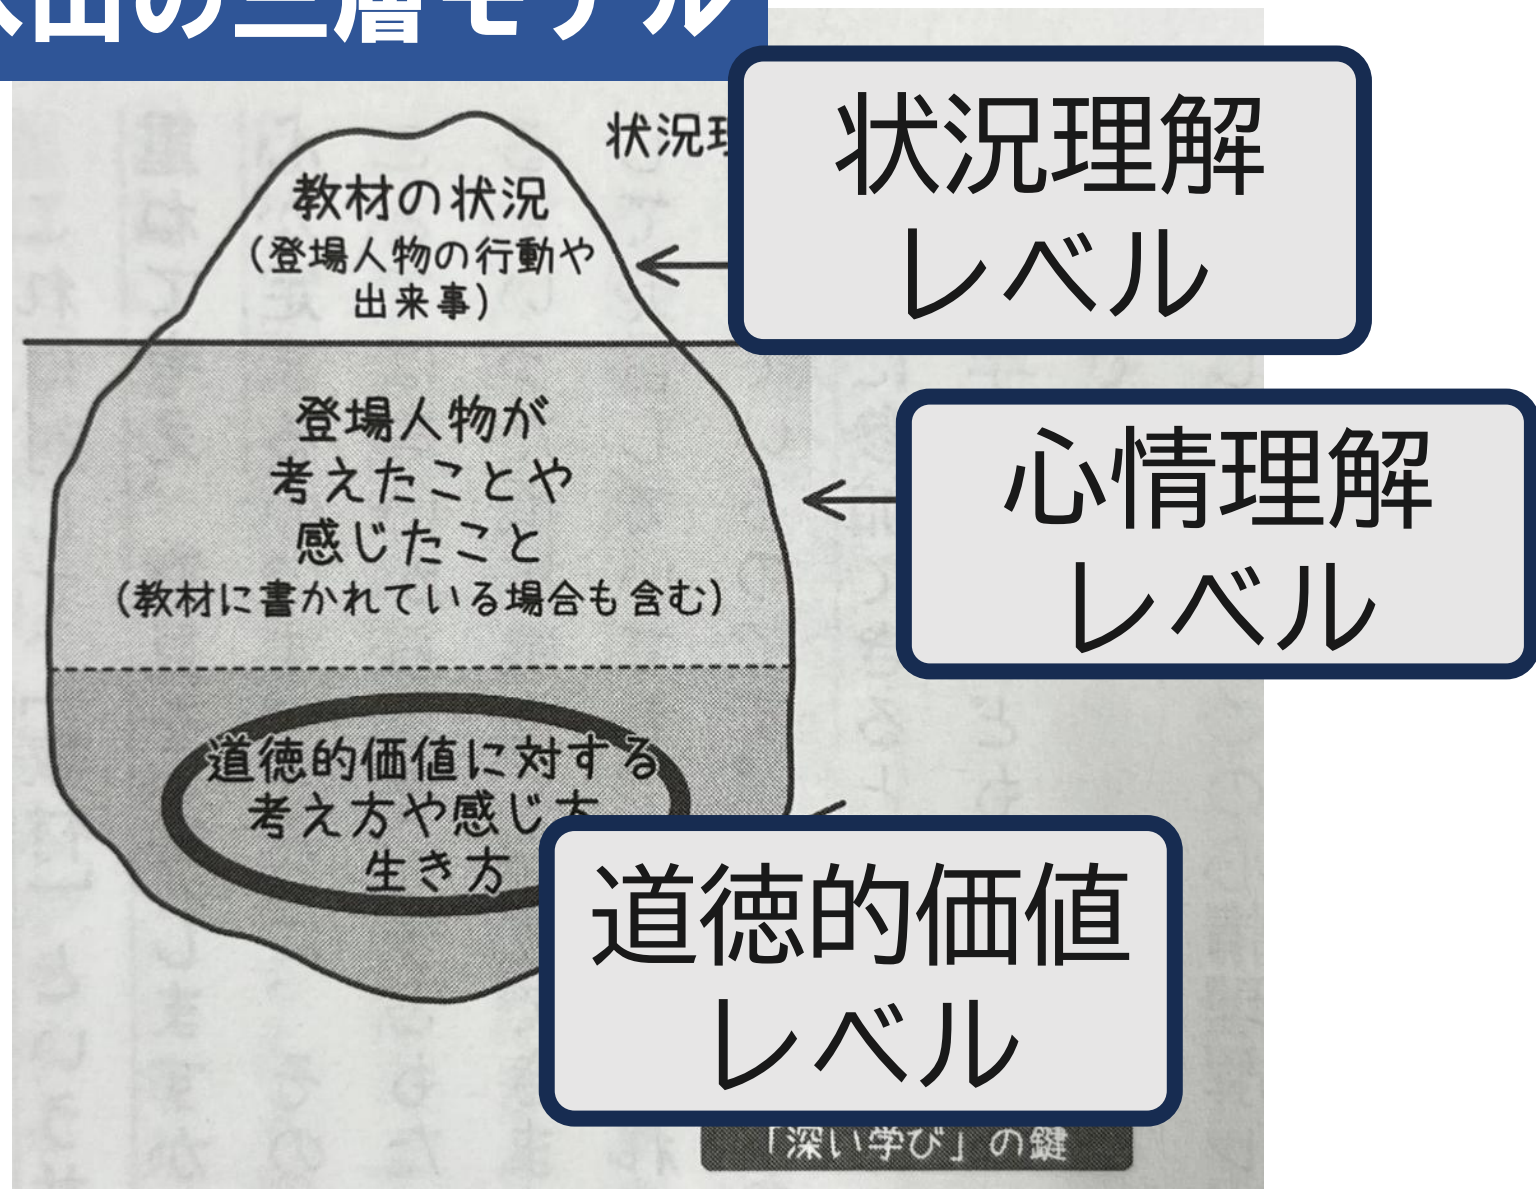 氷山の三層モデル
状況理
状況理解
レベル
教材の状況
（登場人物の行動や
出来事）
心情理解
レベル
登場人物が
考えたことや
感じたこと
（教材に書かれている場合も含む）
道徳的価値に対する
考え方や感じ方
生き方
道徳的価値
レベル
「深い学び」の鍵